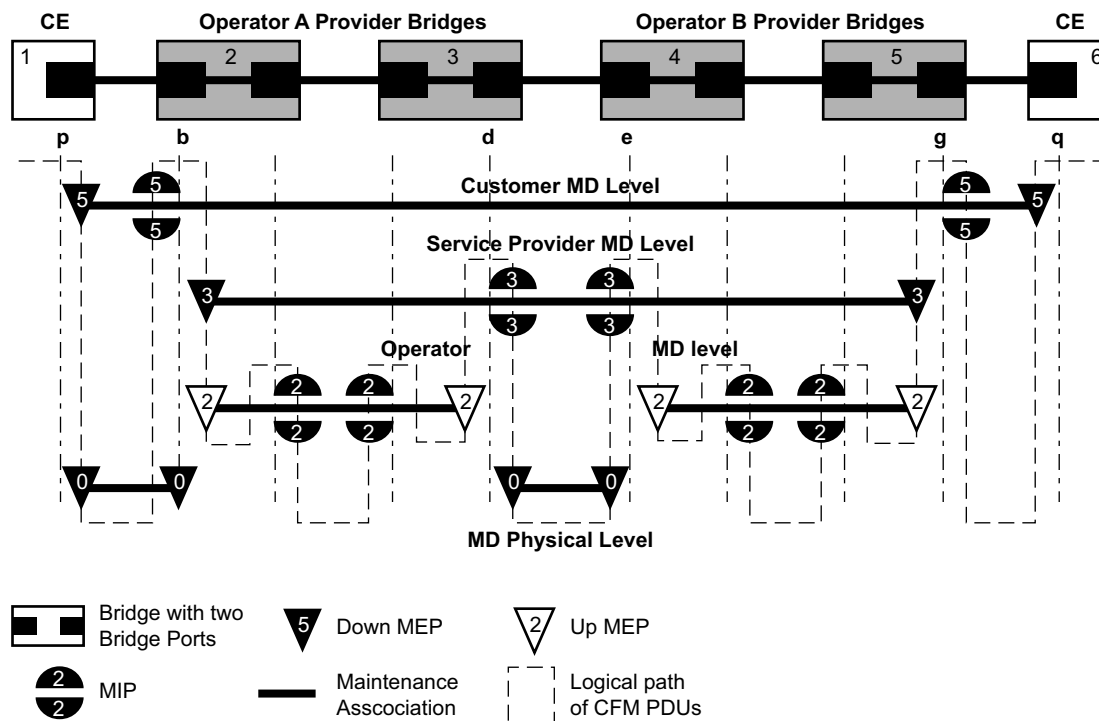 CE Operator A Provider Bridges Operator B Provider Bridges CE
1 2 3 4 5 6
p b d e g q
5 5 5 5
Customer MD Level
5 5
Service Provider MD Level
3 3
3 3
3 3
Operator MD level
2 2 2 2
2 2 2 2
2 2 2 2
0 0 0 0
MD Physical Level
Bridge with two
Bridge Ports
5 Down MEP
2 Up MEP
2
2
MIP
Maintenance
Asscociation
Logical path
of CFM PDUs